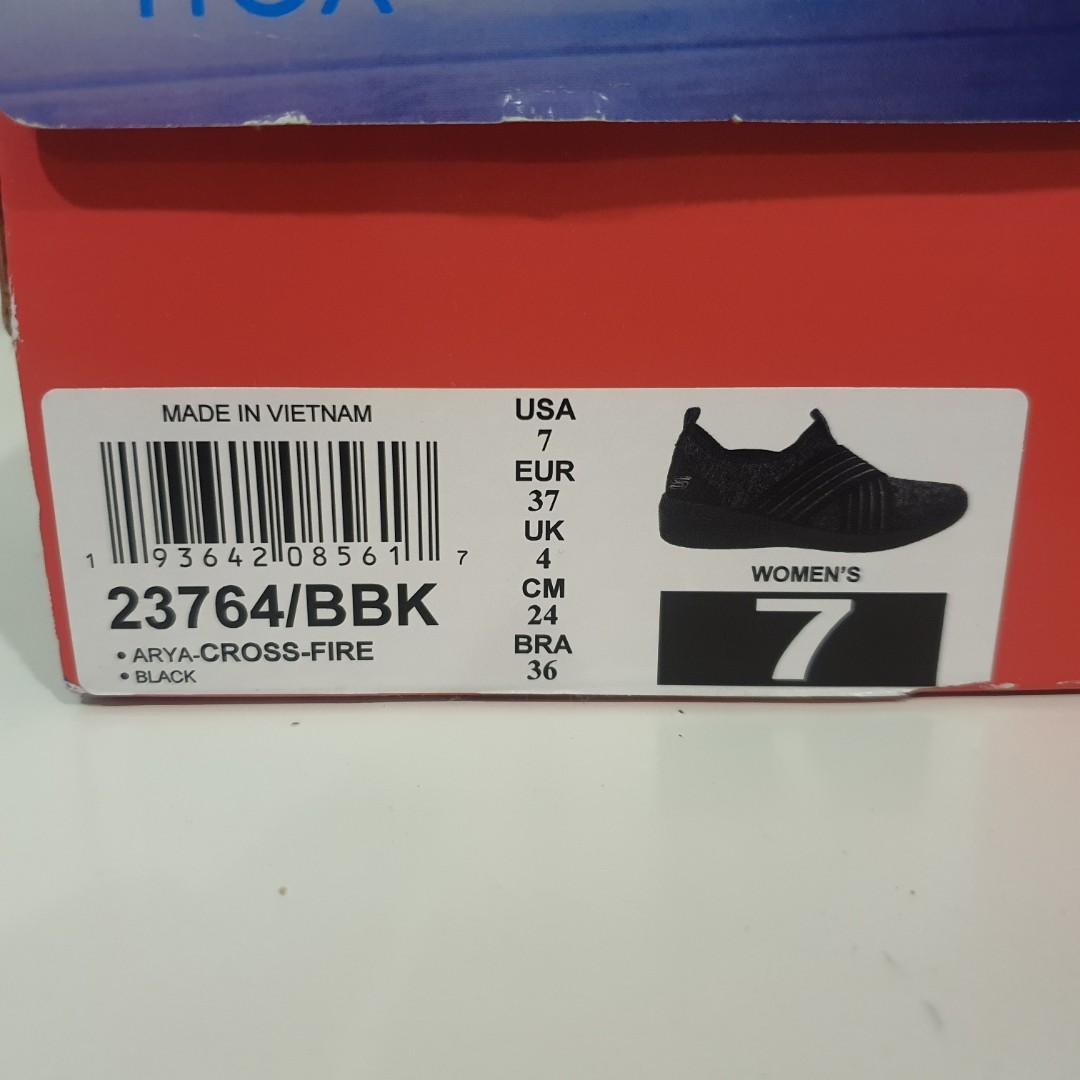 MADE IN VIETNAM
1 93642 08561 7
23764/BBK
• ARYA-CROSS-FIRE
• BLACK
USA
7
EUR
37
UK
4
CM
24
BRA
36
WOMEN'S
7